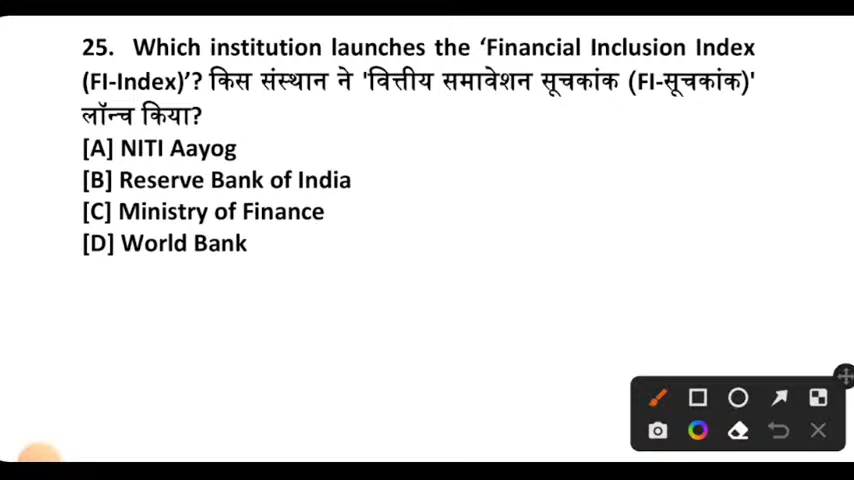 25. Which institution launches the ‘Financial Inclusion Index
(FI-Index)’? किस संस्थान ने 'वित्तीय समावेशन सूचकांक (FI-सूचकांक)'
लॉन्च किया?
[A] NITI Aayog
[B] Reserve Bank of India
[C] Ministry of Finance
[D] World Bank